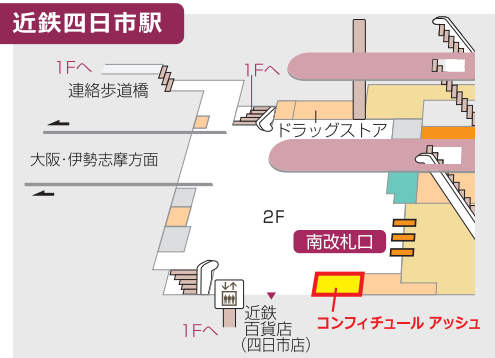 近鉄四日市駅
1Fへ
1Fへ
連絡歩道橋
ドラッグストア
大阪・伊勢志摩方面
2F
南改札口
近鉄
百貨店
(四日市店)
1Fへ
コンフィチュール アッシュ